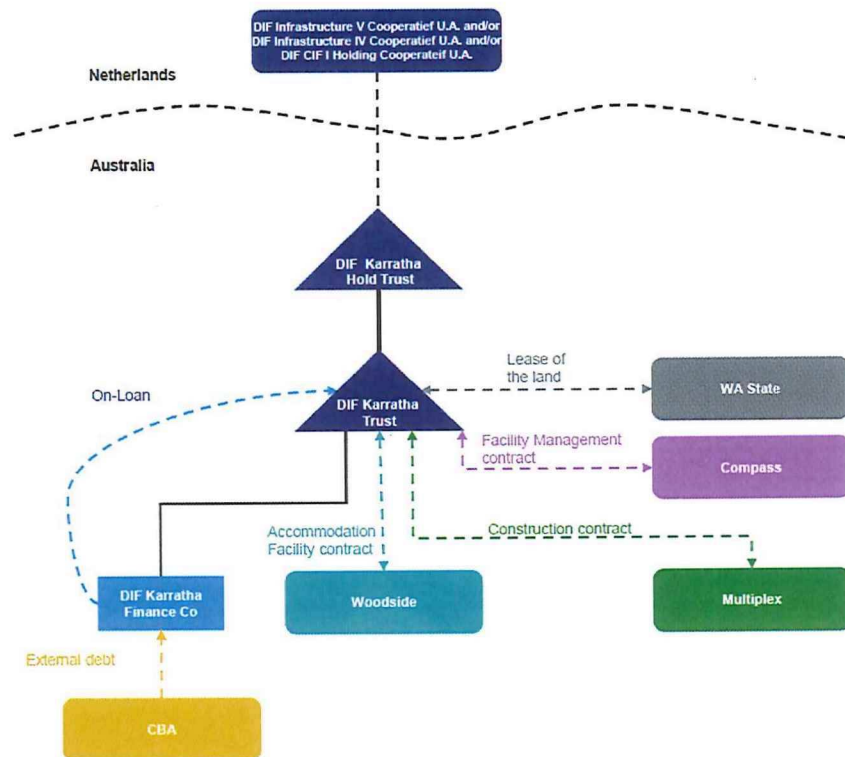 DIF Infrastructure V Cooperatief U.A. and/or
DIF Infrastructure IV Cooperatief U.A. and/or
DIF CIF I Holding Cooperateif U.A.
Netherlands
Australia
DIF Karratha
Hold Trust
Lease of
the land
WA State
On-Loan
DIF Karratha
Trust
Facility Management
contract
Compass
Accommodation
Facility contract
Construction contract
DIF Karratha
Finance Co
Woodside
Multiplex
External debt
CBA